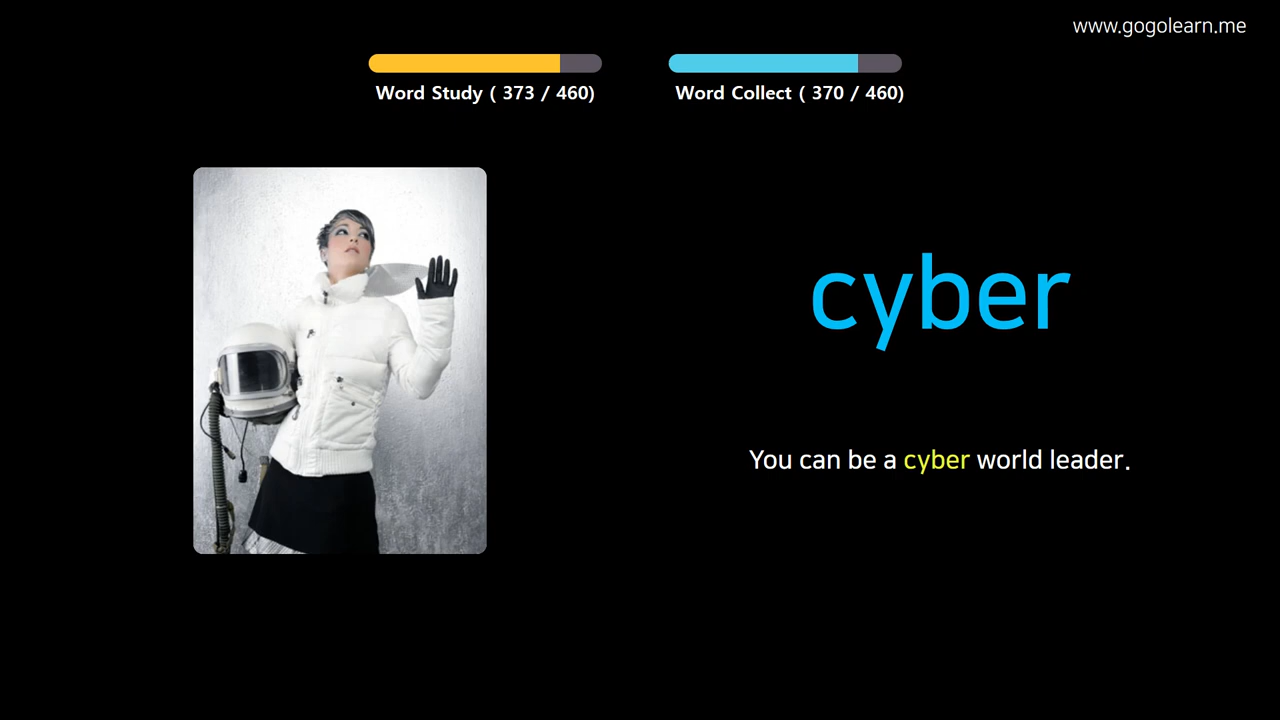 www.gogolearn.me
Word Study ( 373 / 460)
Word Collect ( 370 / 460)
cyber
You can be a cyber world leader.